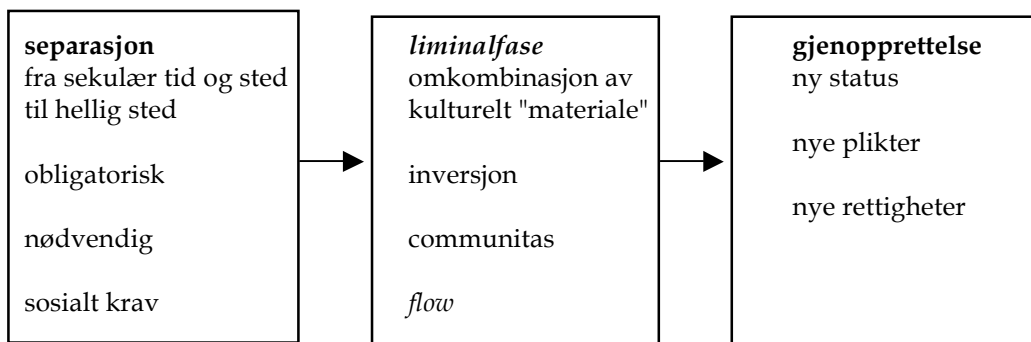 separasjon
fra sekulær tid og sted
til hellig sted
obligatorisk
nødvendig
sosialt krav
liminalfase
omkombinasjon av
kulturelt "materiale"
inversjon
communitas
flow
gjenopprettelse
ny status
nye plikter
nye rettigheter